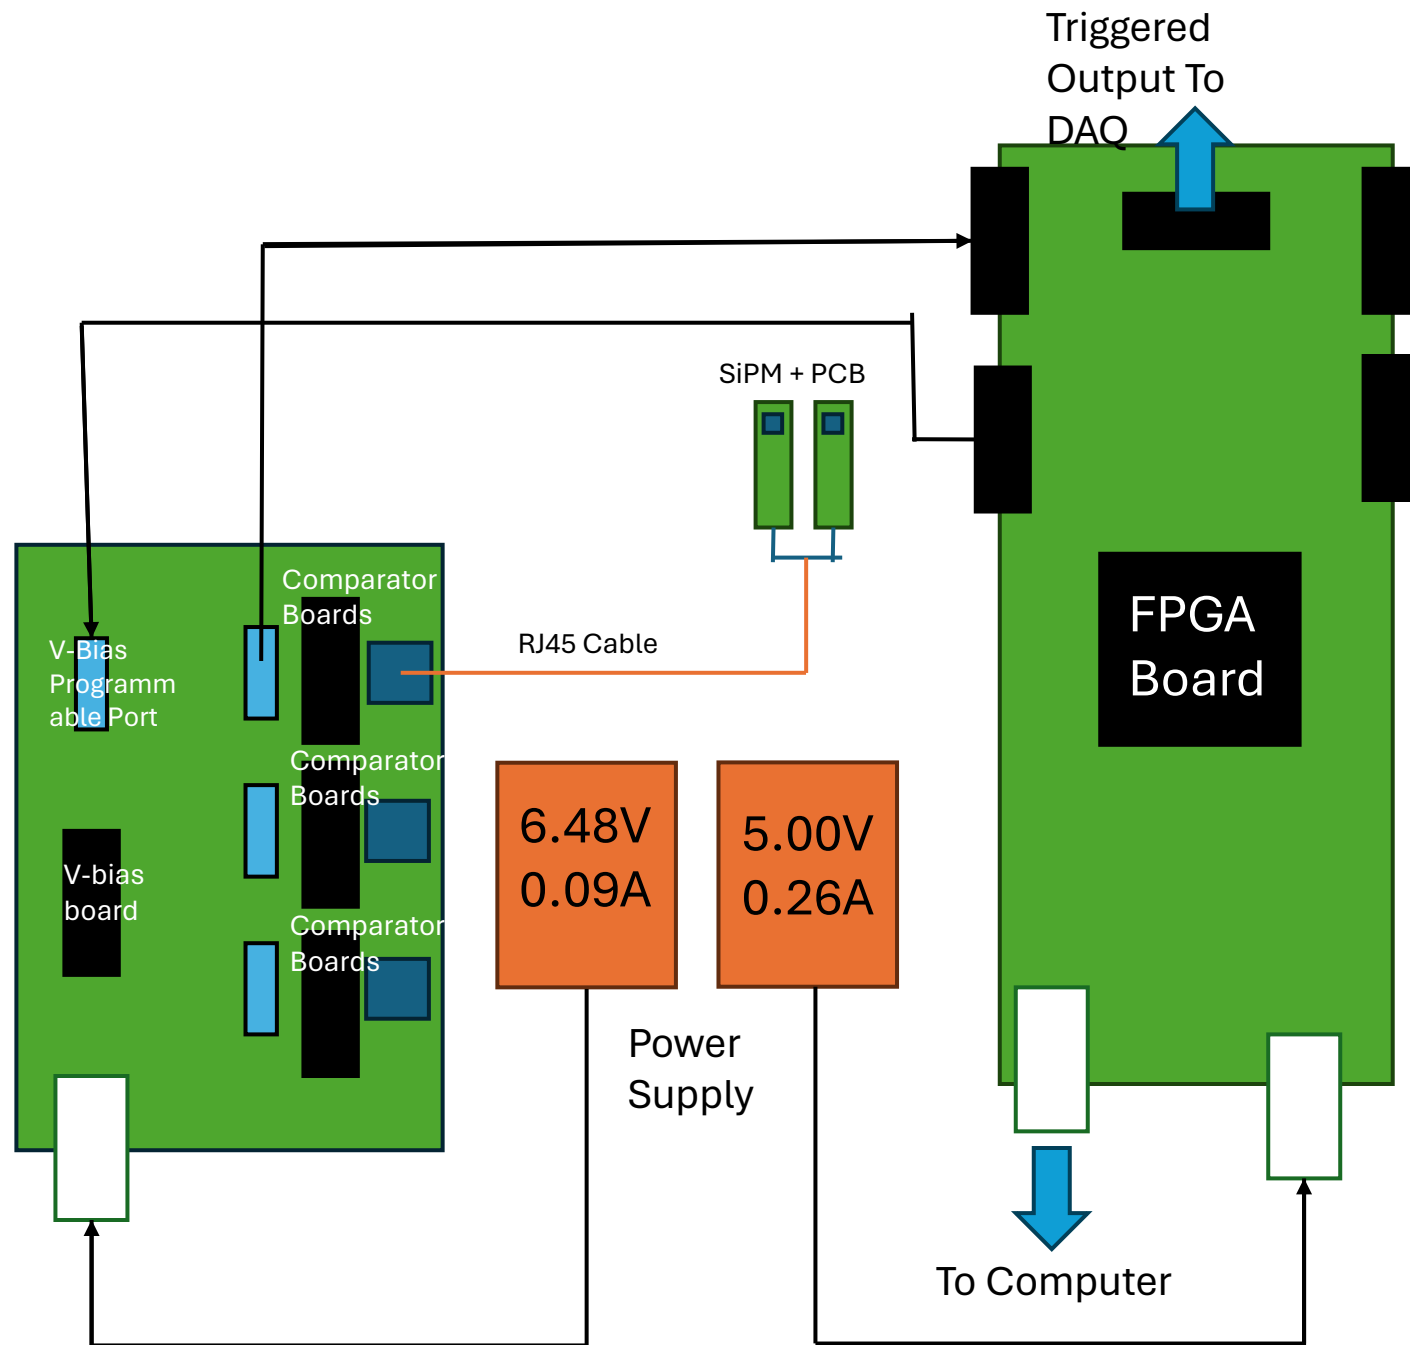 Triggered
Output To
DAQ
SiPM + PCB
Comparator
Boards
RJ45 Cable
V-Bias
Programm
able Port
FPGA
Board
Comparator
Boards
6.48V
0.09A
5.00V
0.26A
V-bias
board
Comparator
Boards
Power
Supply
To Computer